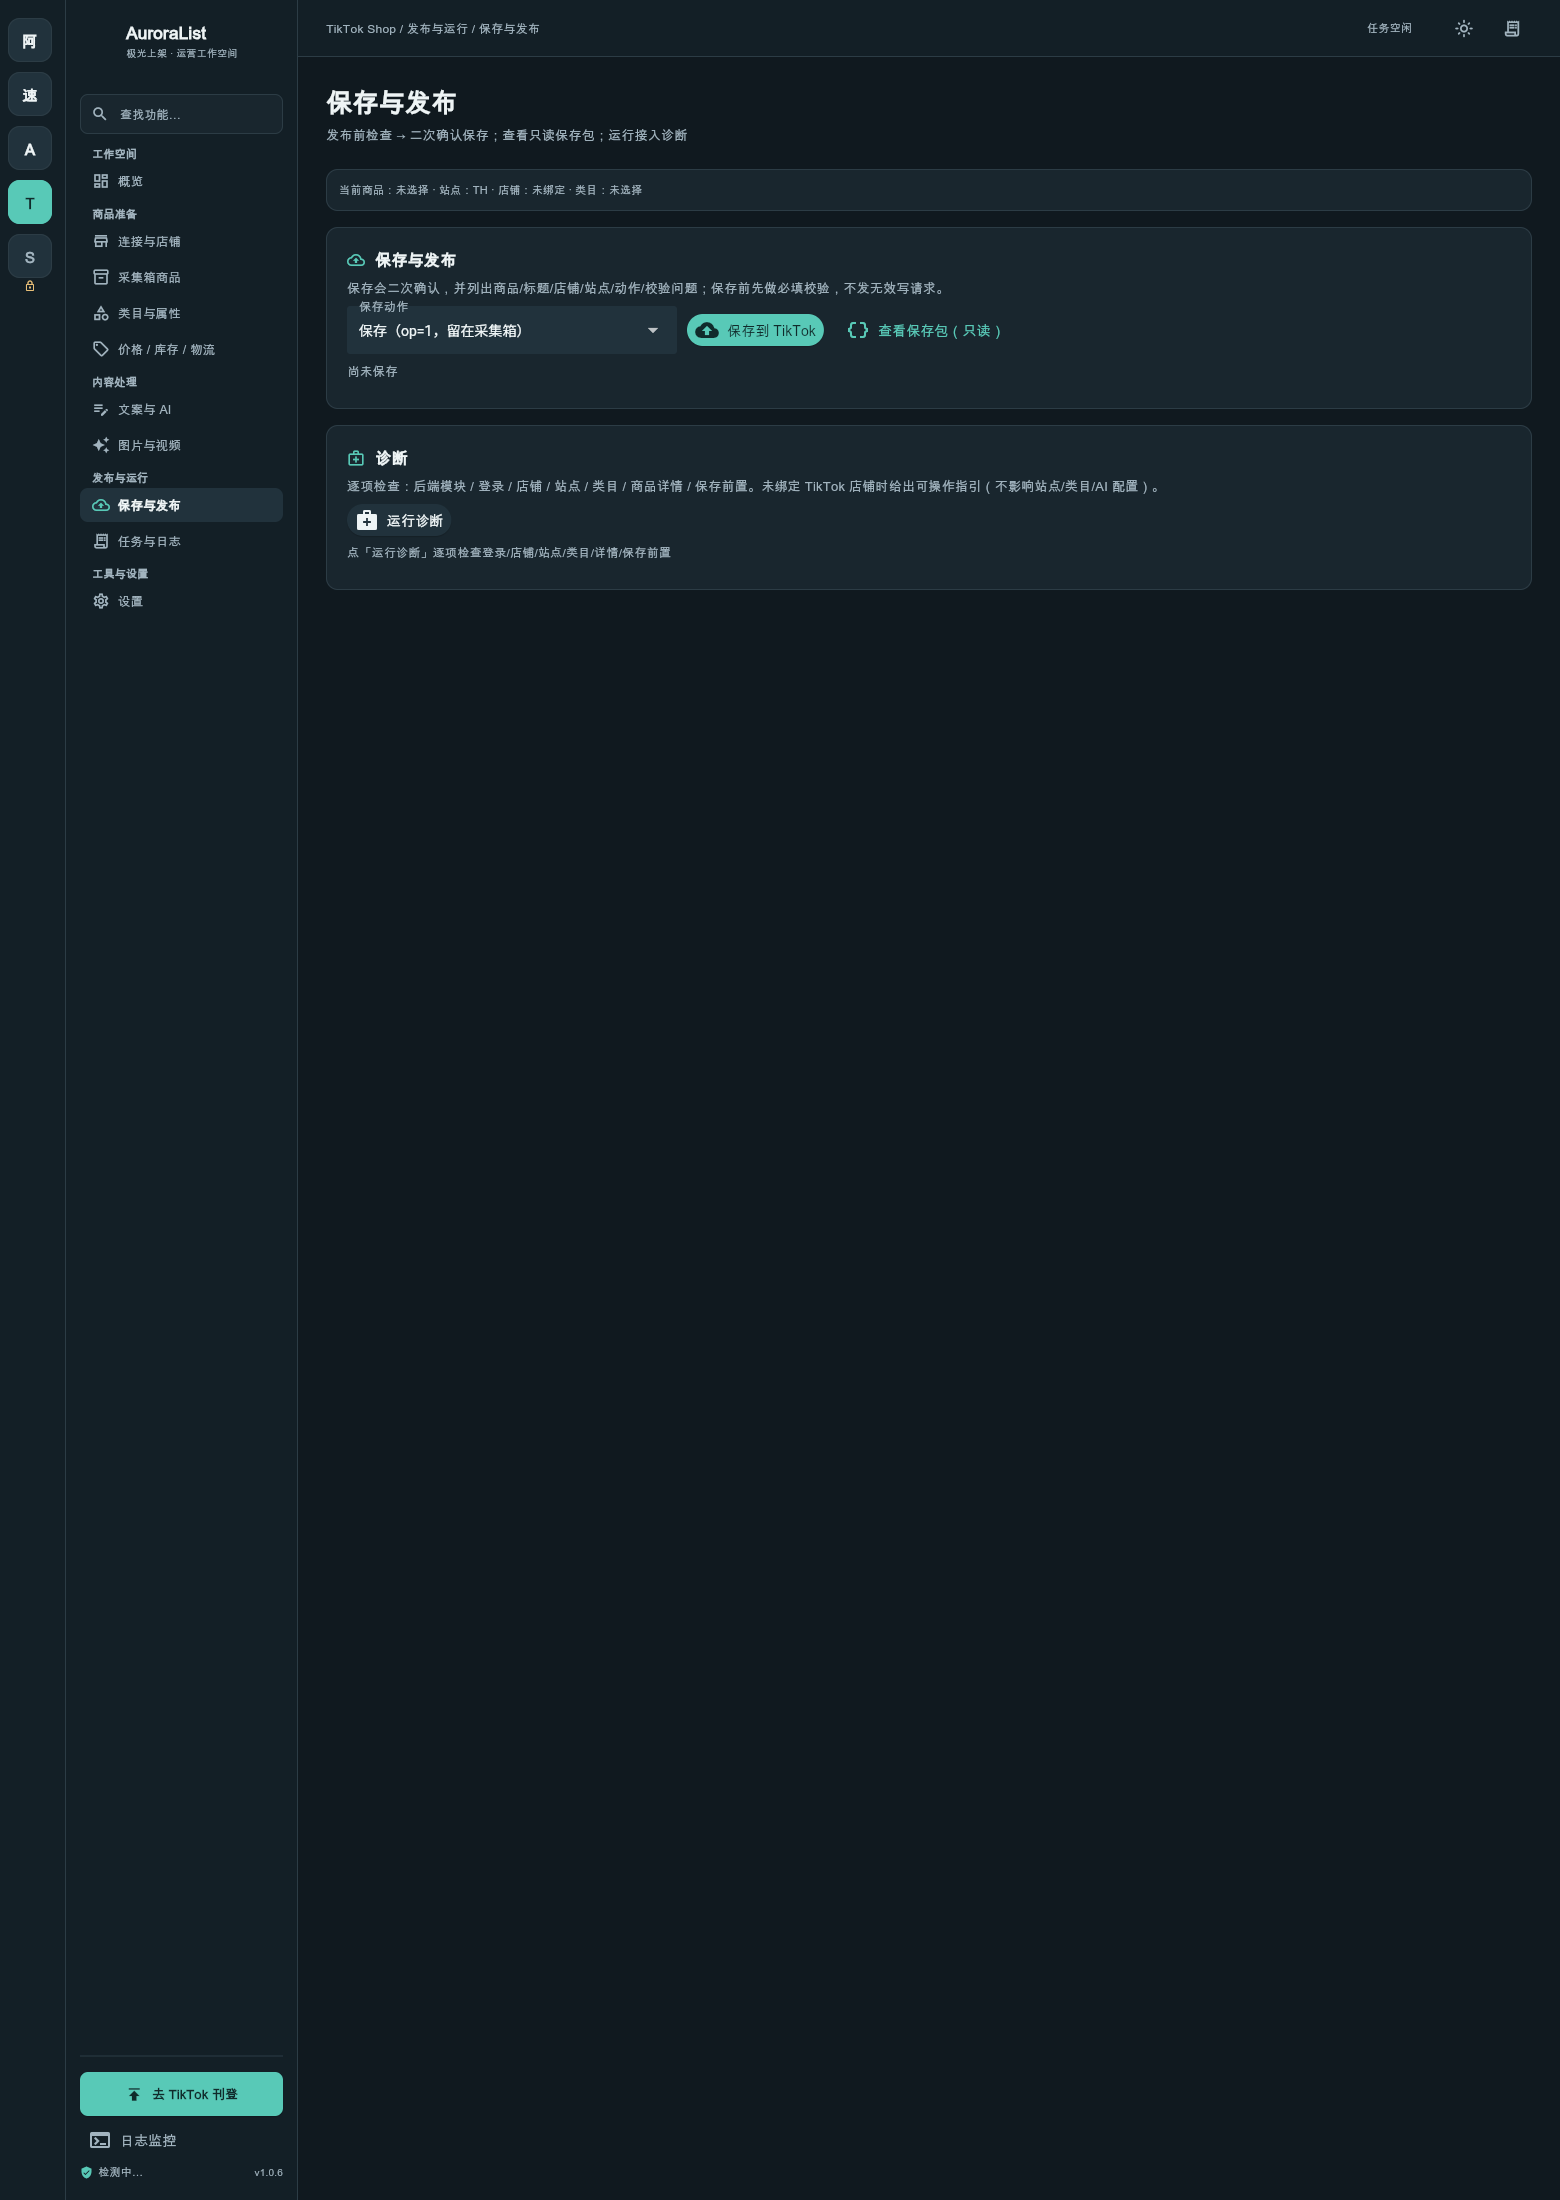 阿
速
A
T
S
AuroraList
极光上架 · 运营工作空间
查找功能...
工作空间
概览
商品准备
连接与店铺
采集箱商品
类目与属性
价格 / 库存 / 物流
内容处理
文案与 AI
图片与视频
发布与运行
保存与发布
任务与日志
工具与设置
设置
去 TikTok 刊登
日志监控
检测中...
v1.0.6
TikTok Shop / 发布与运行 / 保存与发布
任务空闲
保存与发布
发布前检查 → 二次确认保存；查看只读保存包；运行接入诊断
当前商品：未选择 · 站点：TH · 店铺：未绑定 · 类目：未选择
保存与发布
保存会二次确认，并列出商品/标题/店铺/站点/动作/校验问题；保存前先做必填校验，不发无效写请求。
保存动作
保存（op=1，留在采集箱）
保存到 TikTok
查看保存包（只读）
尚未保存
诊断
逐项检查：后端模块 / 登录 / 店铺 / 站点 / 类目 / 商品详情 / 保存前置。未绑定 TikTok 店铺时给出可操作指引（不影响站点/类目/AI 配置）。
运行诊断
点「运行诊断」逐项检查登录/店铺/站点/类目/详情/保存前置